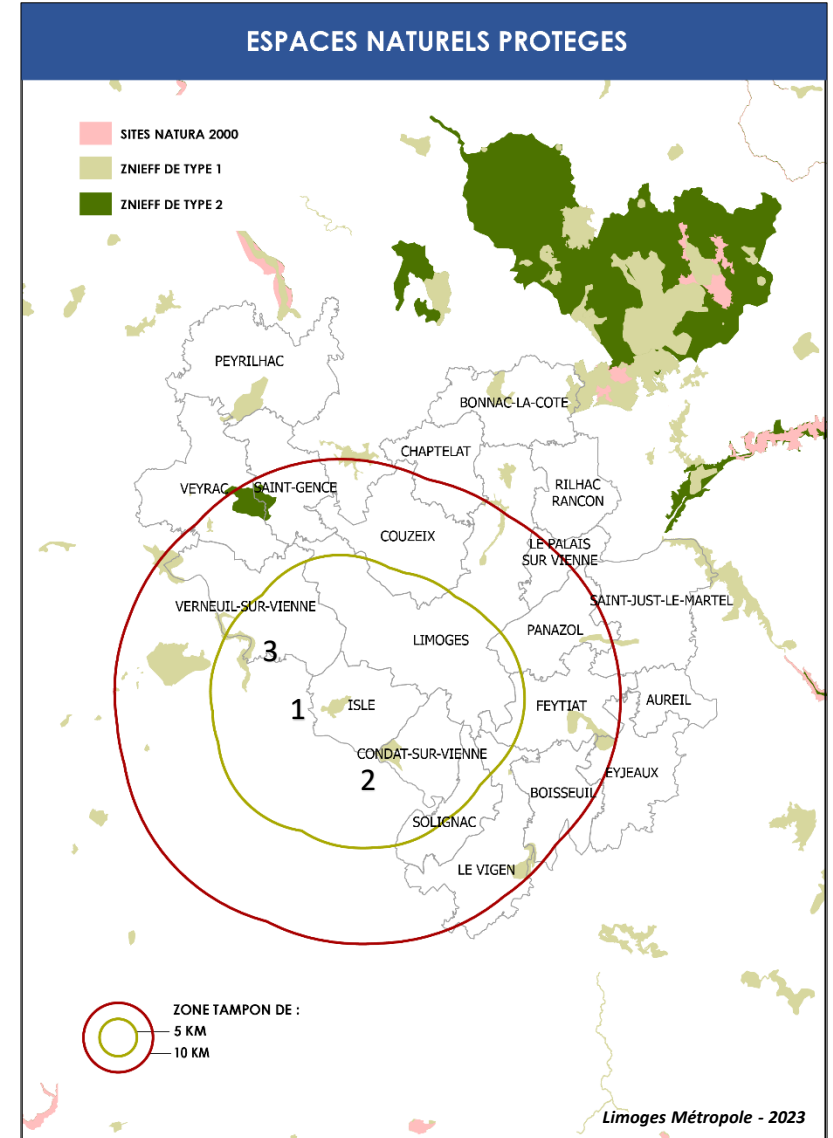 ESPACES NATURELS PROTEGES
SITES NATURA 2000
ZNIEFF DE TYPE 1
ZNIEFF DE TYPE 2
PEYRILHAC
BONNAC-LA-COTE
CHAPTELAT
VEYRAC
SAINT-GENCE
RILHAC
RANCON
COUZEIX
LE PALAIS
SUR VIENNE
VERNEUIL-SUR-VIENNE
SAINT-JUST-LE-MARTEL
PANAZOL
LIMOGES
3
1
ISLE
FEYTIAT
AUREIL
CONDAT-SUR-VIENNE
2
EYJEAUX
BOISSEUIL
SOLIGNAC
LE VIGEN
ZONE TAMPON DE :
5 KM
10 KM
Limoges Métropole - 2023